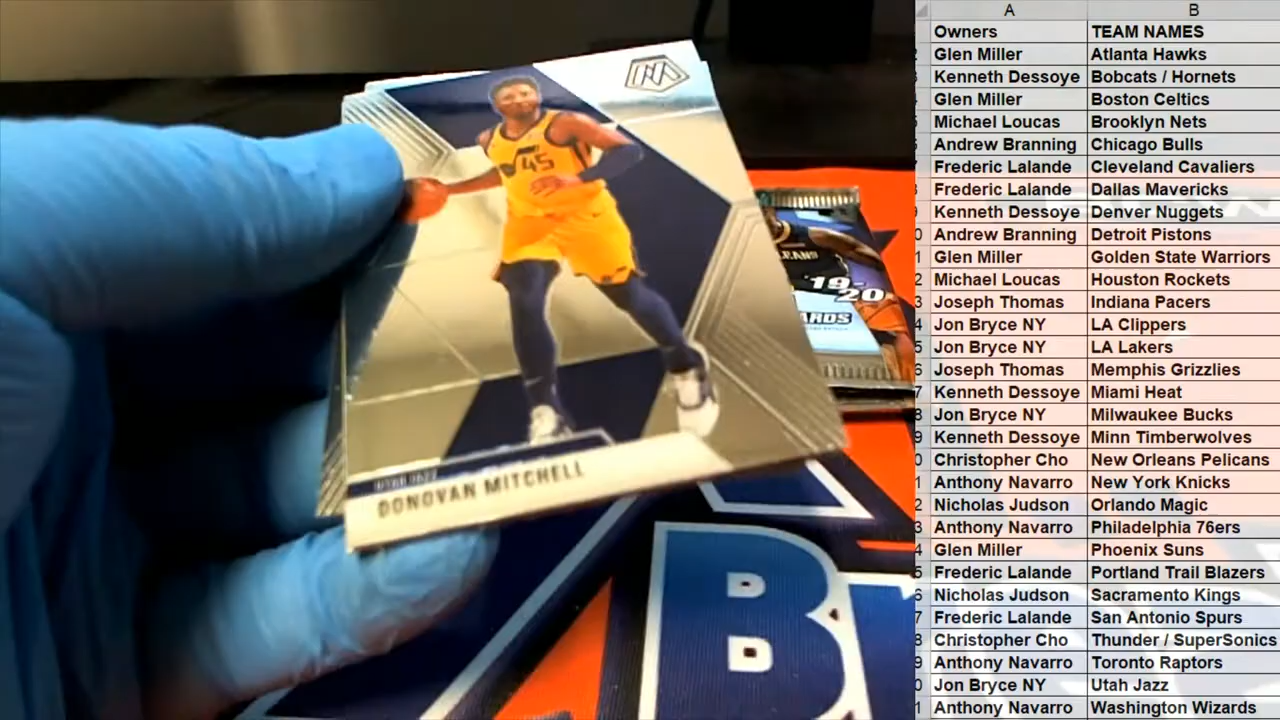 A B
Owners TEAM NAMES
Glen Miller Atlanta Hawks
Kenneth Dessoye Bobcats / Hornets
Glen Miller Boston Celtics
Michael Loucas Brooklyn Nets
Andrew Branning Chicago Bulls
Frederic Lalande Cleveland Cavaliers
Frederic Lalande Dallas Mavericks
Kenneth Dessoye Denver Nuggets
Andrew Branning Detroit Pistons
Glen Miller Golden State Warriors
Michael Loucas Houston Rockets
Joseph Thomas Indiana Pacers
Jon Bryce NY LA Clippers
Jon Bryce NY LA Lakers
Joseph Thomas Memphis Grizzlies
Kenneth Dessoye Miami Heat
Jon Bryce NY Milwaukee Bucks
Kenneth Dessoye Minn Timberwolves
Christopher Cho New Orleans Pelicans
Anthony Navarro New York Knicks
Nicholas Judson Orlando Magic
Anthony Navarro Philadelphia 76ers
Glen Miller Phoenix Suns
Frederic Lalande Portland Trail Blazers
Nicholas Judson Sacramento Kings
Frederic Lalande San Antonio Spurs
Christopher Cho Thunder / SuperSonics
Anthony Navarro Toronto Raptors
Jon Bryce NY Utah Jazz
Anthony Navarro Washington Wizards
45
UTAH JAZZ
DONOVAN MITCHELL
EANS
19-
20
ARDS
B